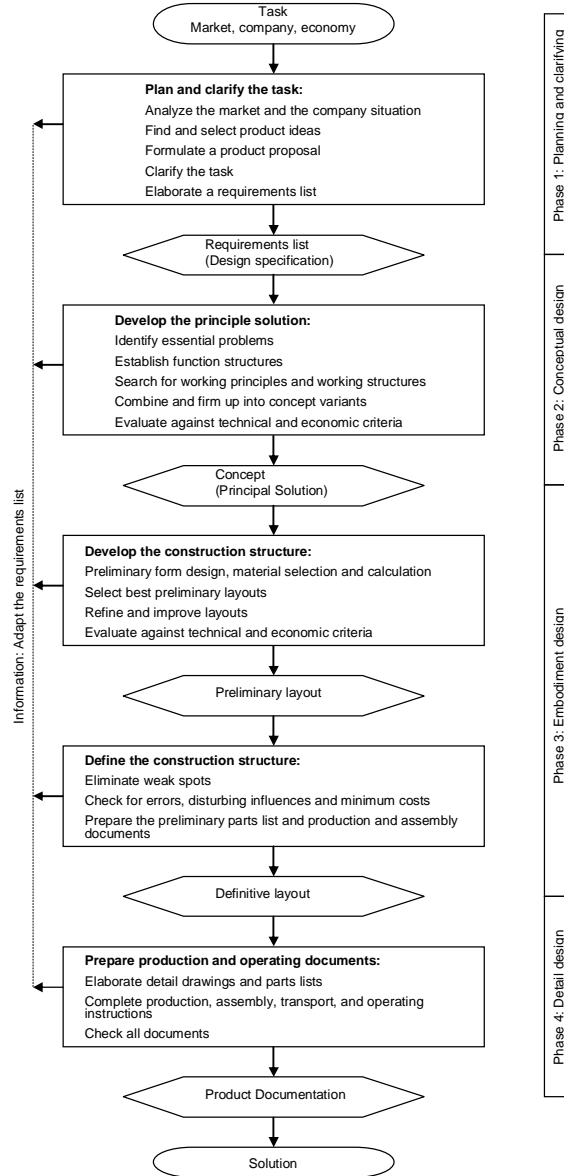 Task
Market, company, economy
Plan and clarify the task:
Analyze the market and the company situation
Find and select product ideas
Formulate a product proposal
Clarify the task
Elaborate a requirements list
Requirements list
(Design specification)
Develop the principle solution:
Identify essential problems
Establish function structures
Search for working principles and working structures
Combine and firm up into concept variants
Evaluate against technical and economic criteria
Concept
(Principal Solution)
Develop the construction structure:
Preliminary form design, material selection and calculation
Select best preliminary layouts
Refine and improve layouts
Evaluate against technical and economic criteria
Preliminary layout
Define the construction structure:
Eliminate weak spots
Check for errors, disturbing influences and minimum costs
Prepare the preliminary parts list and production and assembly
documents
Definitive layout
Prepare production and operating documents:
Elaborate detail drawings and parts lists
Complete production, assembly, transport, and operating
instructions
Check all documents
Product Documentation
Solution
Information: Adapt the requirements list
Phase 1: Planning and clarifying
Phase 2: Conceptual design
Phase 3: Embodiment design
Phase 4: Detail design